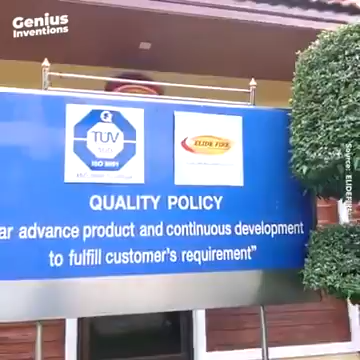 Genius
Inventions
TUV
ISO 9001
ELIDE FIRE
QUALITY POLICY
ar advance product and continuous development
to fulfill customer's requirement"
Source: ELIDEFIRE